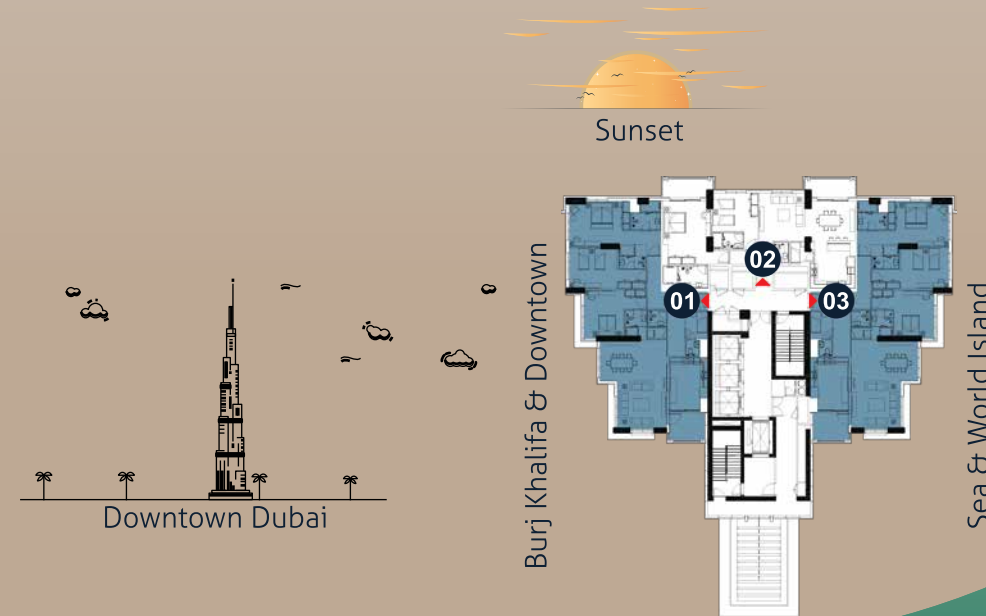 Sunset
Burj Khalifa & Downtown
02
01
03
Sea & World Island
Downtown Dubai